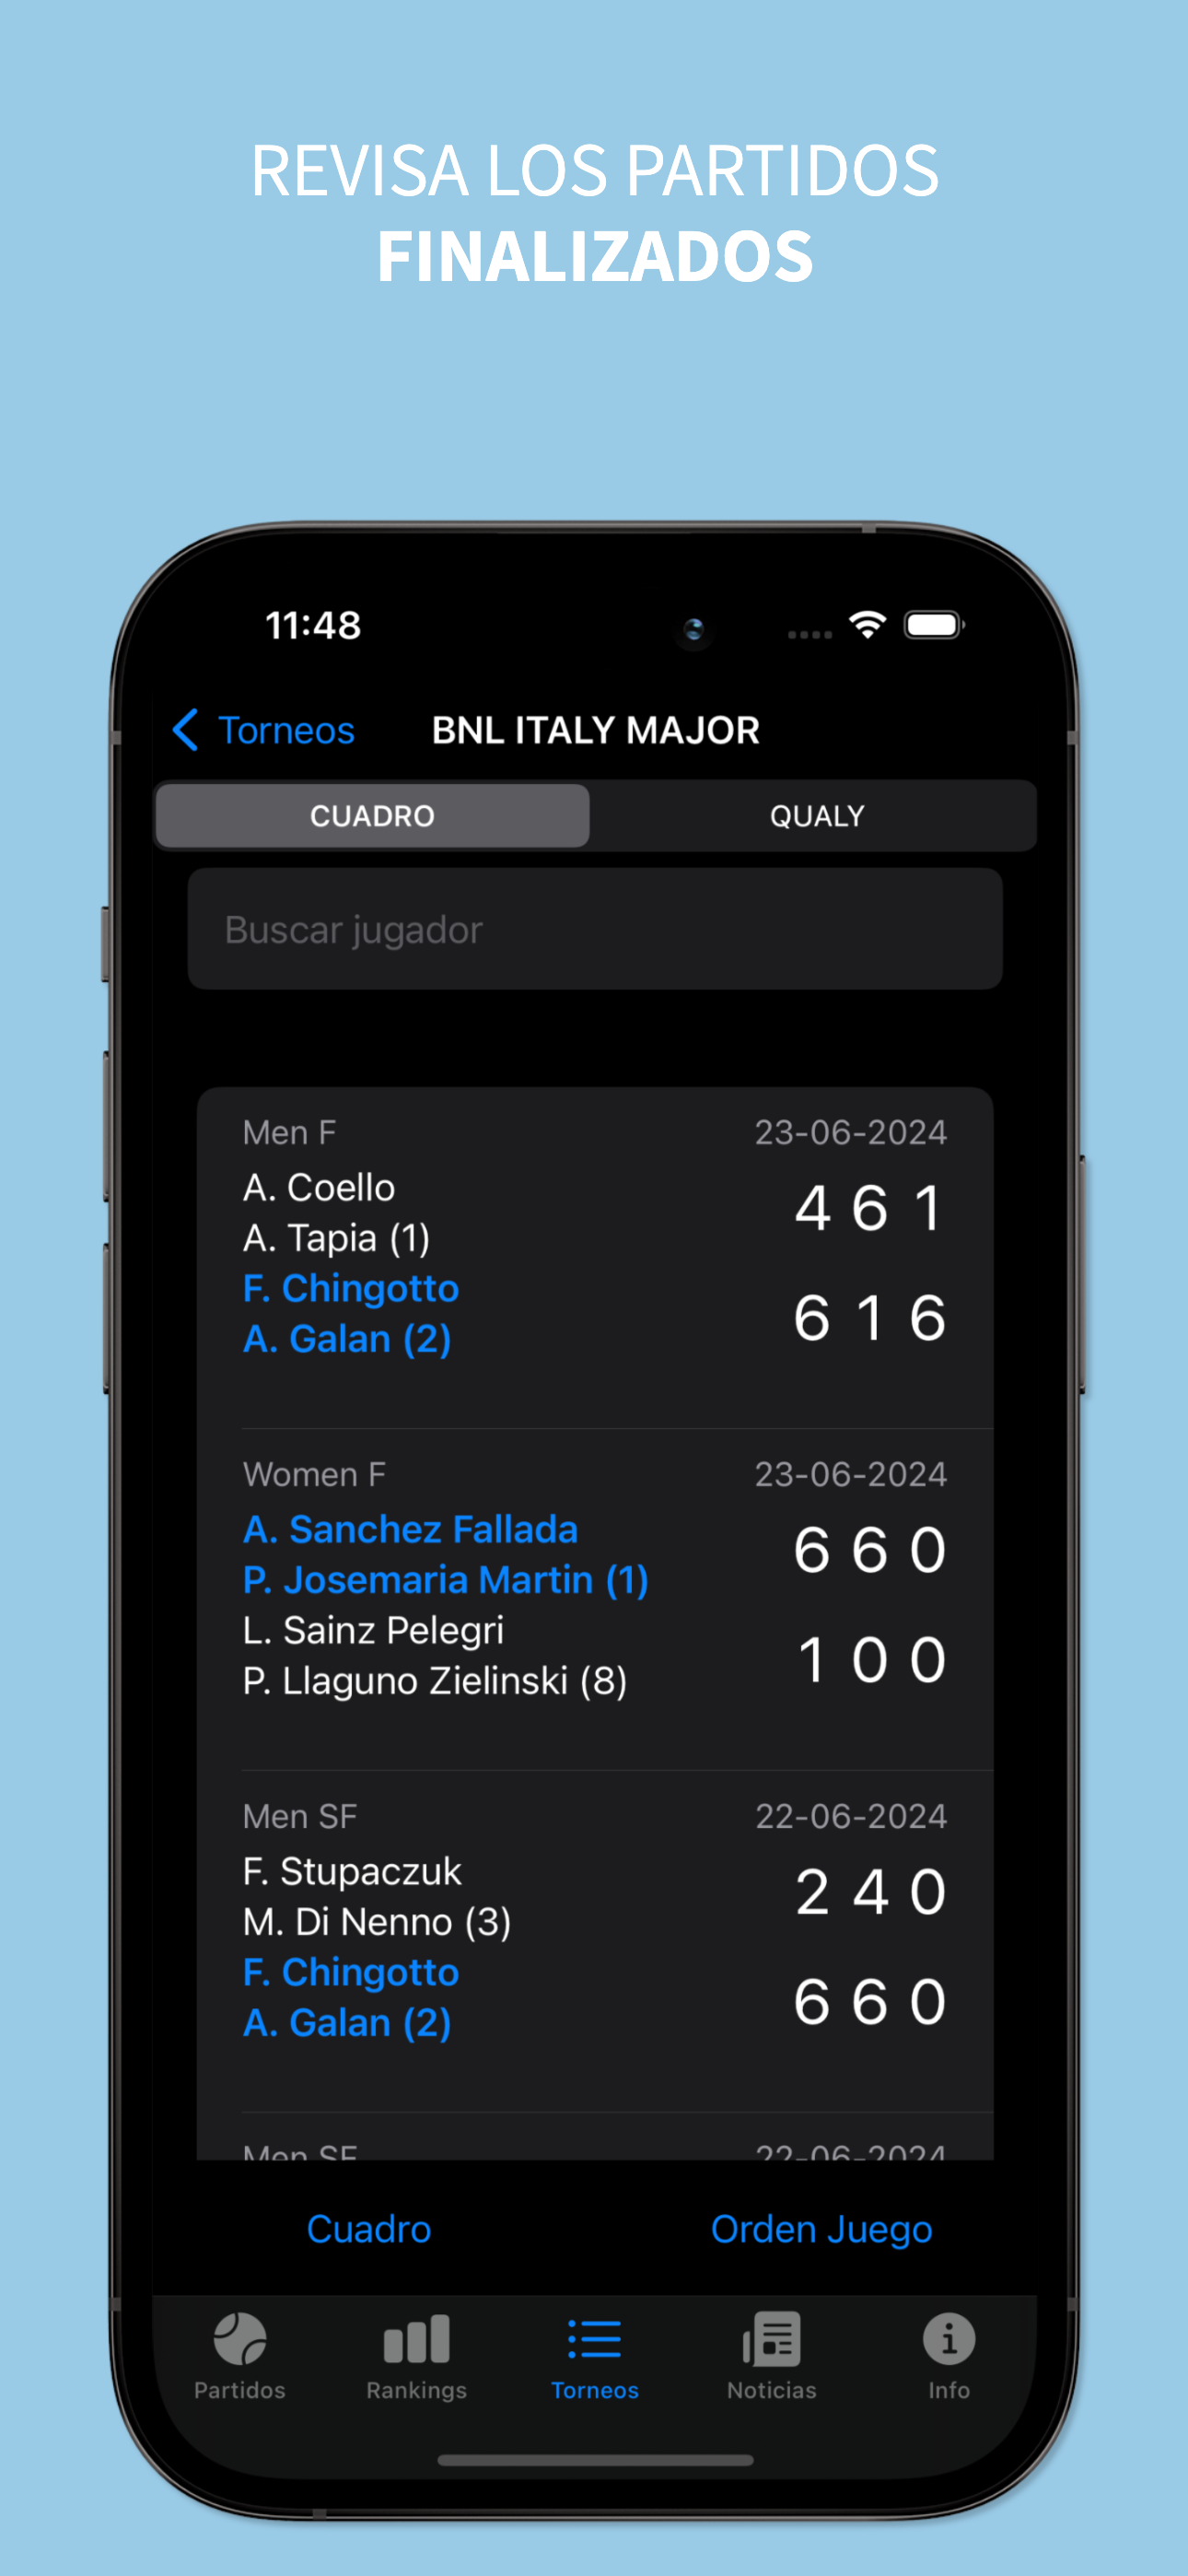 REVISA LOS PARTIDOS
FINALIZADOS
11:48
Torneos BNL ITALY MAJOR
CUADRO QUALY
Buscar jugador
Men F 23-06-2024
A. Coello
A. Tapia (1)
4 6 1
F. Chingotto
A. Galan (2)
6 1 6
Women F 23-06-2024
A. Sanchez Fallada
P. Josemaria Martin (1)
6 6 0
L. Sainz Pelegri
P. Llaguno Zielinski (8)
1 0 0
Men SF 22-06-2024
F. Stupaczuk
M. Di Nenno (3)
2 4 0
F. Chingotto
A. Galan (2)
6 6 0
Men SF 22-06-2024
Cuadro Orden Juego
Partidos Rankings Torneos Noticias Info